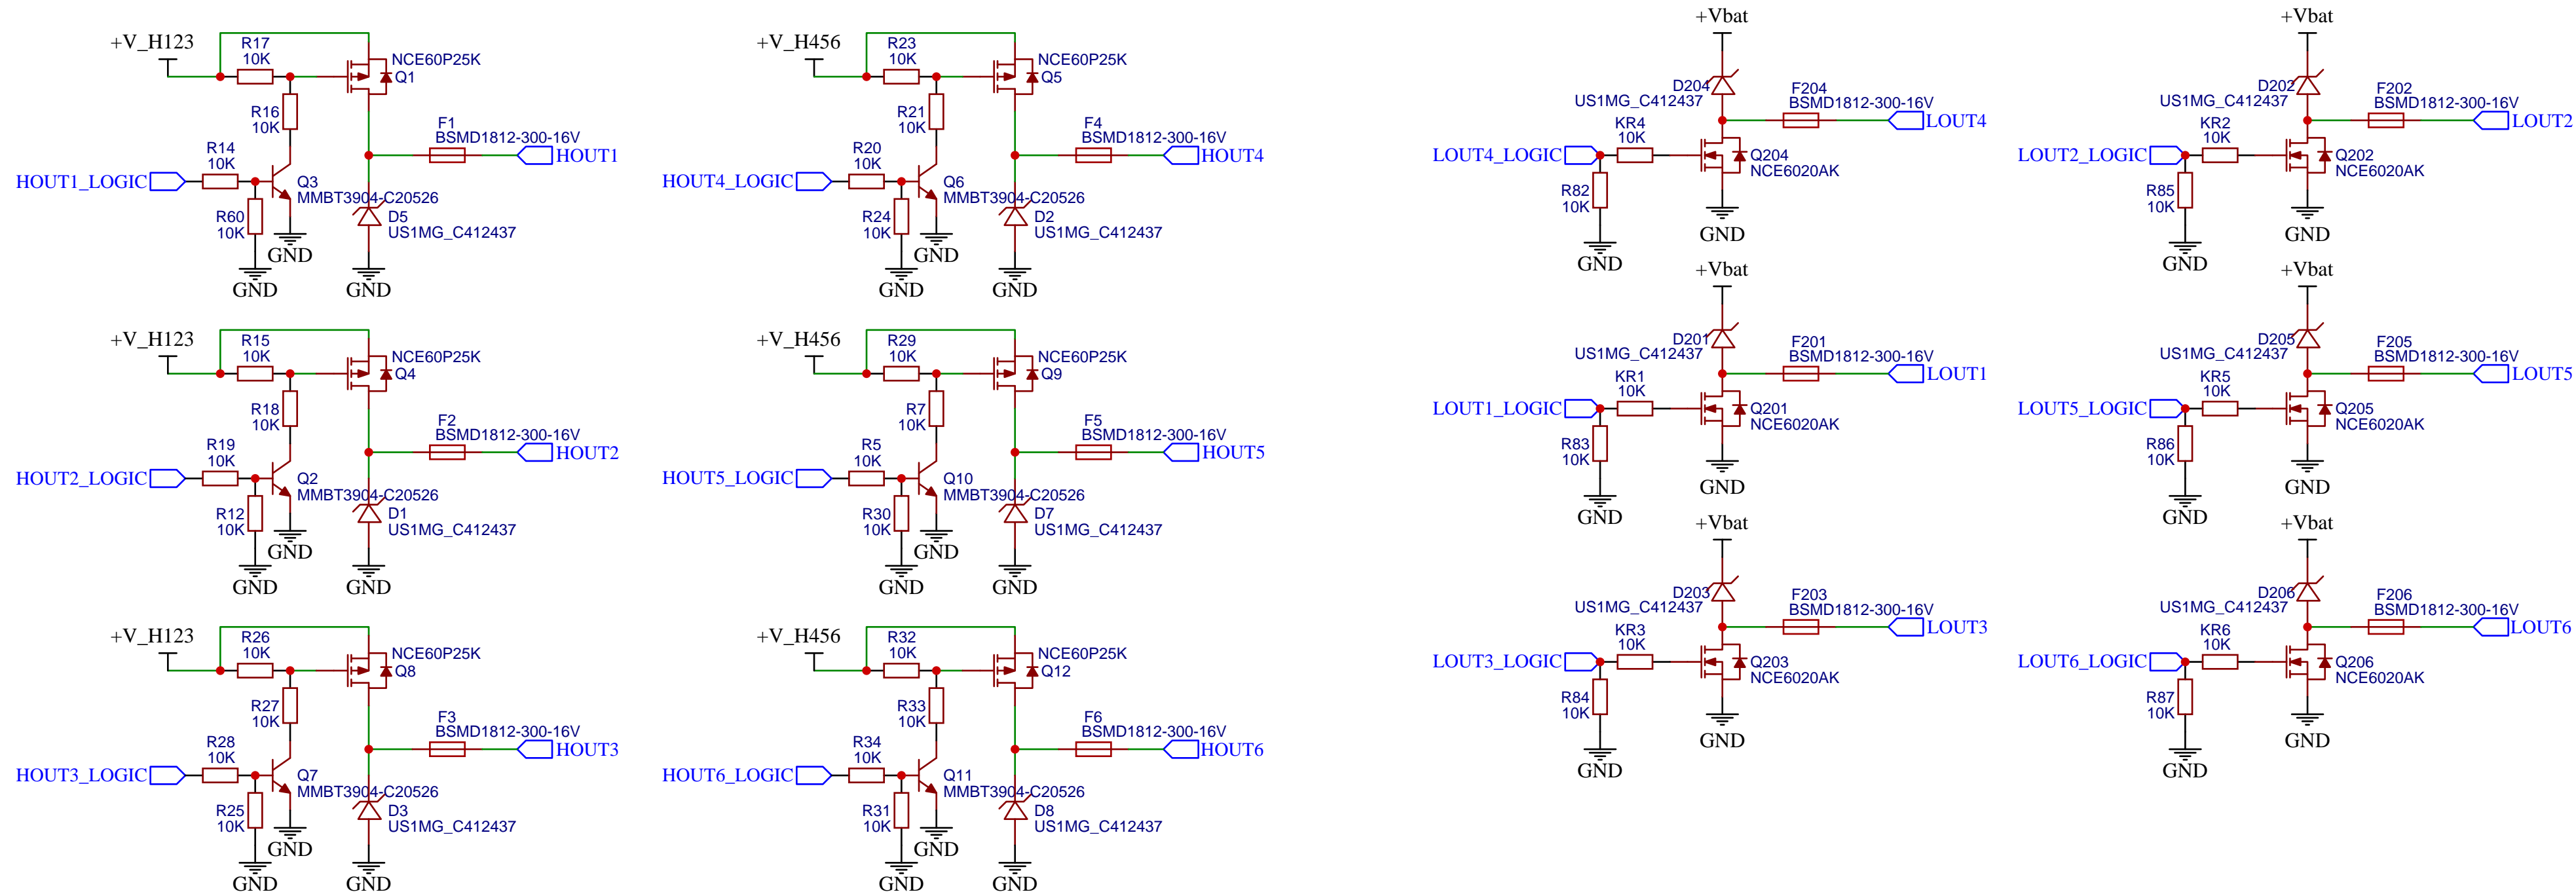 +V_H123
R17
10K
NCE60P25K
Q1
R16
10K
F1
BSMD1812-300-16V
HOUT1
R14
10K
HOUT1_LOGIC
Q3
MMBT3904-C20526
R60
10K
D5
US1MG_C412437
GND
GND
GND
+V_H456
R23
10K
NCE60P25K
Q5
R21
10K
F4
BSMD1812-300-16V
HOUT4
R20
10K
HOUT4_LOGIC
Q6
MMBT3904-C20526
R24
10K
D2
US1MG_C412437
GND
GND
GND
+Vbat
D204
US1MG_C412437
F204
BSMD1812-300-16V
LOUT4
KR4
10K
LOUT4_LOGIC
Q204
NCE6020AK
R82
10K
GND
GND
+Vbat
D202
US1MG_C412437
F202
BSMD1812-300-16V
LOUT2
KR2
10K
LOUT2_LOGIC
Q202
NCE6020AK
R85
10K
GND
GND
+V_H123
R15
10K
NCE60P25K
Q4
R18
10K
F2
BSMD1812-300-16V
HOUT2
R19
10K
HOUT2_LOGIC
Q2
MMBT3904-C20526
R12
10K
D1
US1MG_C412437
GND
GND
GND
+V_H456
R29
10K
NCE60P25K
Q9
R7
10K
F5
BSMD1812-300-16V
HOUT5
R5
10K
HOUT5_LOGIC
Q10
MMBT3904-C20526
R30
10K
D7
US1MG_C412437
GND
GND
GND
+Vbat
D201
US1MG_C412437
F201
BSMD1812-300-16V
LOUT1
KR1
10K
LOUT1_LOGIC
Q201
NCE6020AK
R83
10K
GND
GND
+Vbat
D205
US1MG_C412437
F205
BSMD1812-300-16V
LOUT5
KR5
10K
LOUT5_LOGIC
Q205
NCE6020AK
R86
10K
GND
GND
+V_H123
R26
10K
NCE60P25K
Q8
R27
10K
F3
BSMD1812-300-16V
HOUT3
R28
10K
HOUT3_LOGIC
Q7
MMBT3904-C20526
R25
10K
D3
US1MG_C412437
GND
GND
GND
+V_H456
R32
10K
NCE60P25K
Q12
R33
10K
F6
BSMD1812-300-16V
HOUT6
R34
10K
HOUT6_LOGIC
Q11
MMBT3904-C20526
R31
10K
D8
US1MG_C412437
GND
GND
GND
+Vbat
D203
US1MG_C412437
F203
BSMD1812-300-16V
LOUT3
KR3
10K
LOUT3_LOGIC
Q203
NCE6020AK
R84
10K
GND
GND
+Vbat
D206
US1MG_C412437
F206
BSMD1812-300-16V
LOUT6
KR6
10K
LOUT6_LOGIC
Q206
NCE6020AK
R87
10K
GND
GND